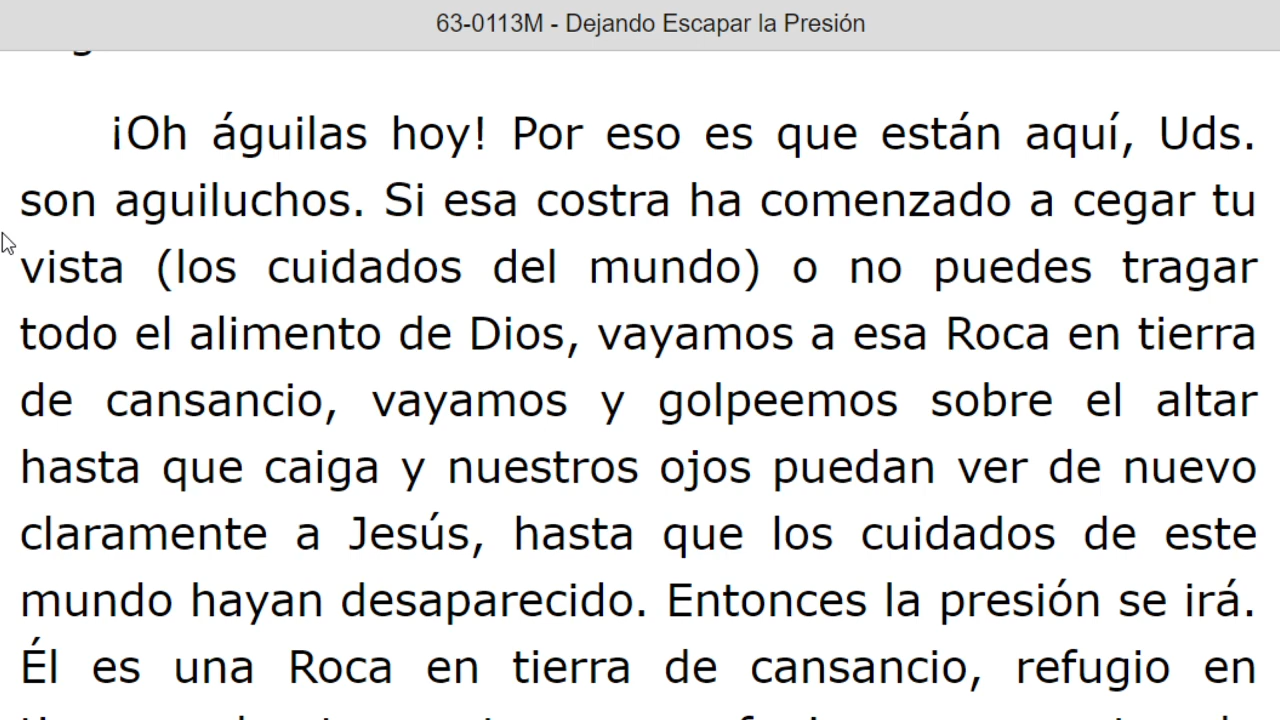 63-0113M - Dejando Escapar la Presión
¡Oh águilas hoy! Por eso es que están aquí, Uds.
son aguiluchos. Si esa costra ha comenzado a cegar tu
vista (los cuidados del mundo) o no puedes tragar
todo el alimento de Dios, vayamos a esa Roca en tierra
de cansancio, vayamos y golpeemos sobre el altar
hasta que caiga y nuestros ojos puedan ver de nuevo
claramente a Jesús, hasta que los cuidados de este
mundo hayan desaparecido. Entonces la presión se irá.
Él es una Roca en tierra de cansancio, refugio en